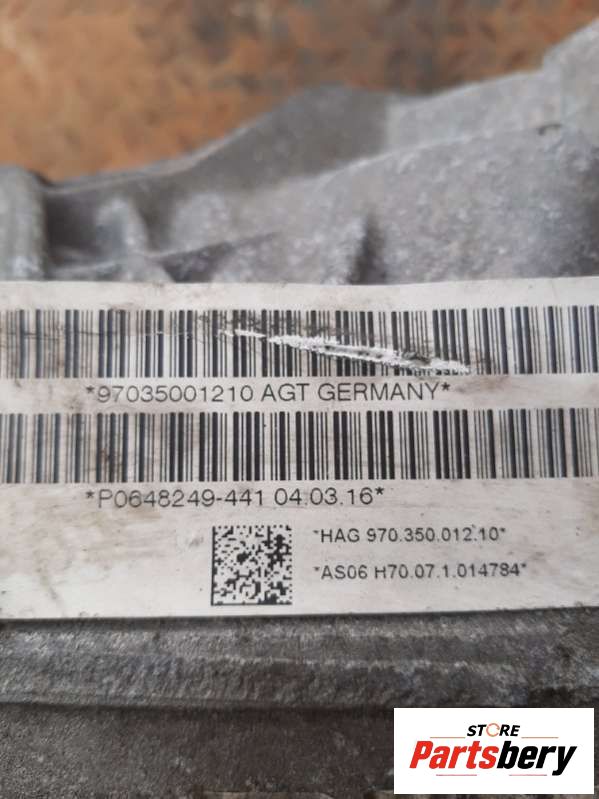 *97035001210 AGT GERMANY*
*P0648249-441 04.03.16*
*HAG 970.350.012.10*
*AS06 H70.07.1.014784*
STORE
Partsbery